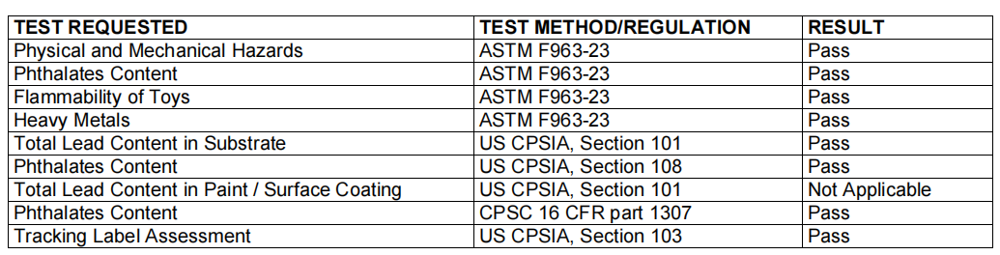 TEST REQUESTED TEST METHOD/REGULATION RESULT
Physical and Mechanical Hazards ASTM F963-23 Pass
Phthalates Content ASTM F963-23 Pass
Flammability of Toys ASTM F963-23 Pass
Heavy Metals ASTM F963-23 Pass
Total Lead Content in Substrate US CPSIA, Section 101 Pass
Phthalates Content US CPSIA, Section 108 Pass
Total Lead Content in Paint / Surface Coating US CPSIA, Section 101 Not Applicable
Phthalates Content CPSC 16 CFR part 1307 Pass
Tracking Label Assessment US CPSIA, Section 103 Pass